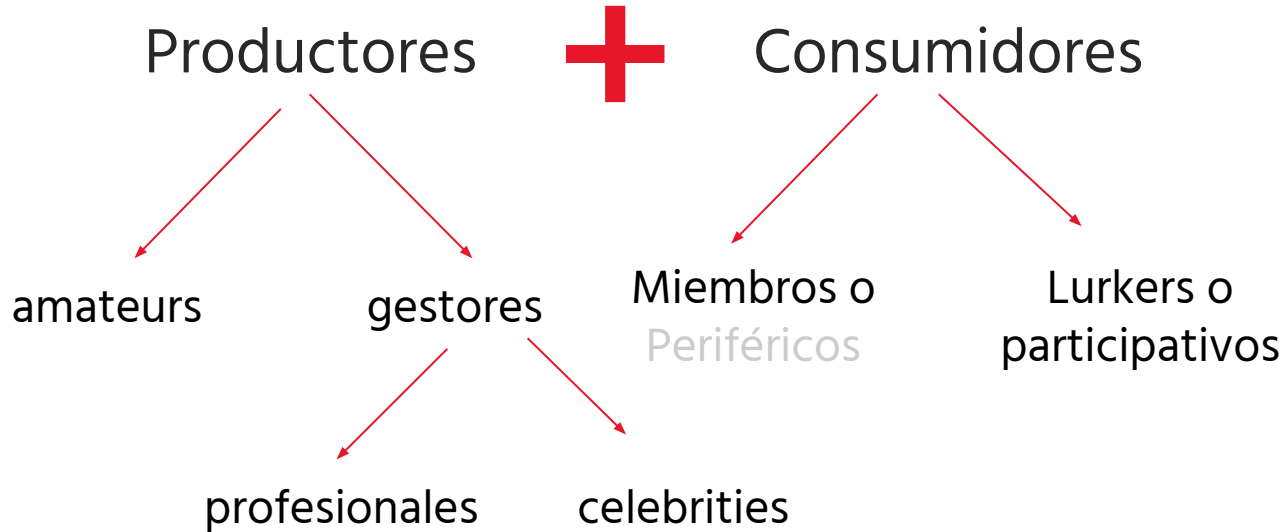 Productores + Consumidores
amateurs
gestores
Miembros o
Periféricos
Lurkers o
participativos
profesionales
celebrities